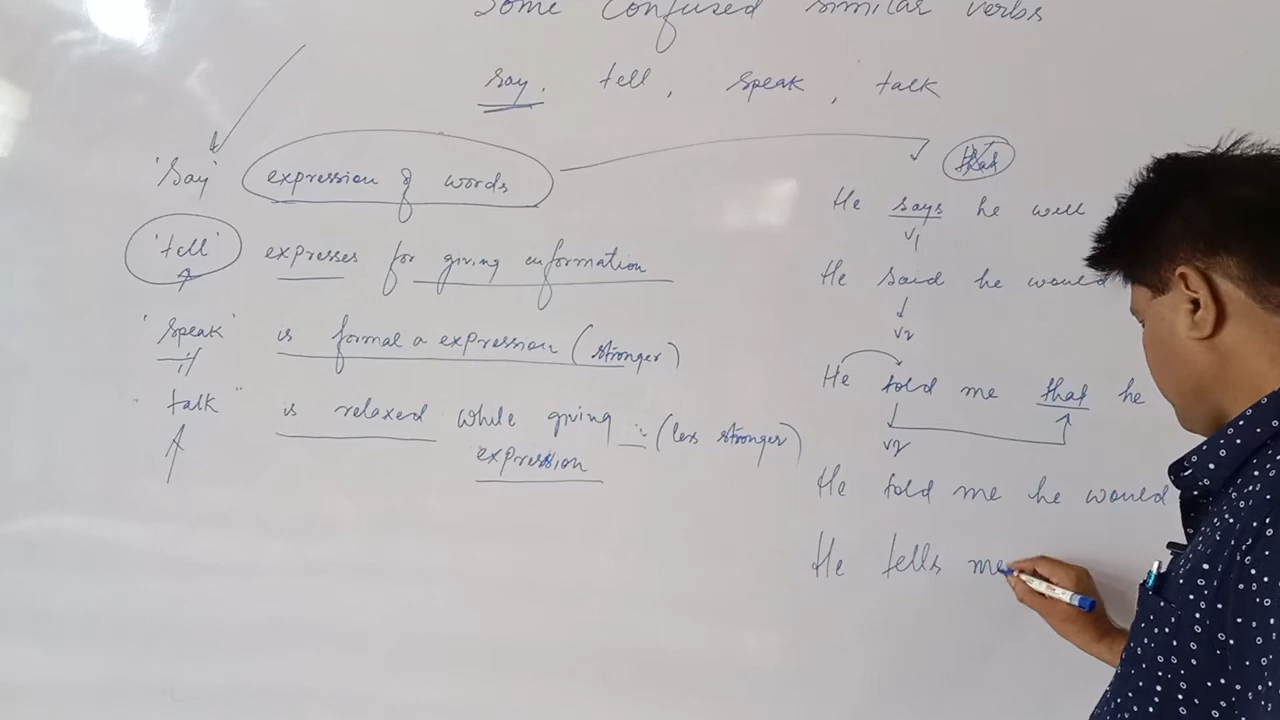 Some confused similar verbs
say, tell, speak, talk
'Say' expression of words
'tell' expresses for giving information
'speak' is formal a expression (stronger)
"talk" is relaxed while giving (less stronger)
expression
that
He says he will
V1
He said he would
V2
He told me that he
V2
He told me he would
He tells me